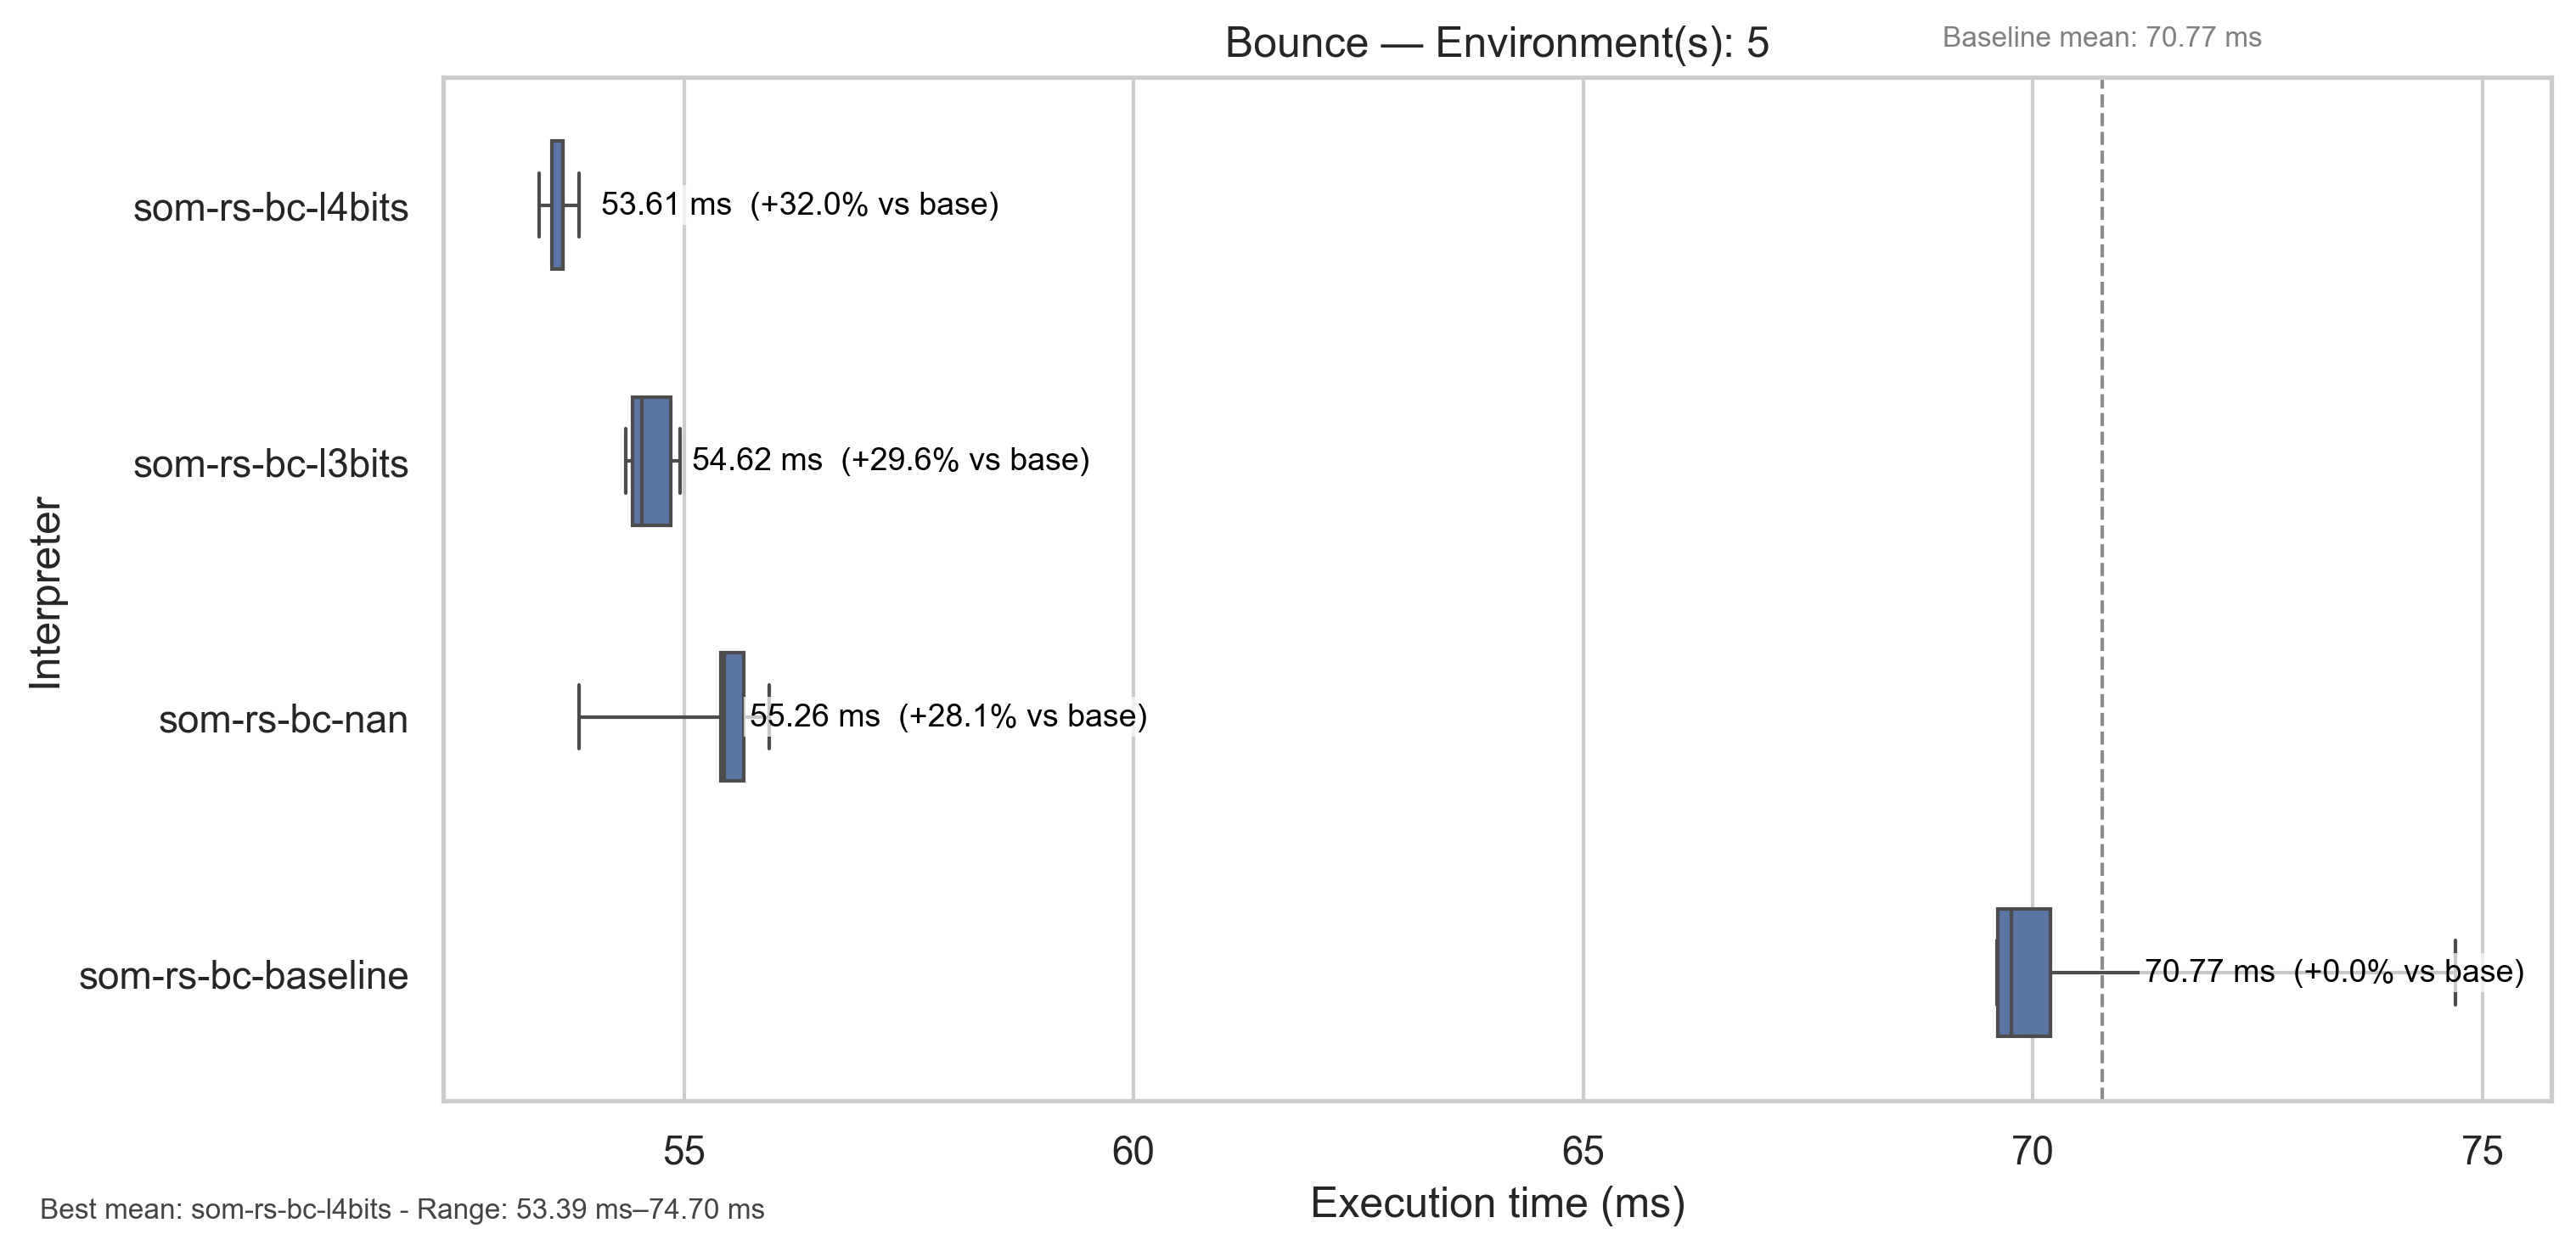 Bounce — Environment(s): 5
Baseline mean: 70.77 ms
Interpreter
som-rs-bc-l4bits
53.61 ms (+32.0% vs base)
som-rs-bc-l3bits
54.62 ms (+29.6% vs base)
som-rs-bc-nan
55.26 ms (+28.1% vs base)
som-rs-bc-baseline
70.77 ms (+0.0% vs base)
55 60 65 70 75
Execution time (ms)
Best mean: som-rs-bc-l4bits - Range: 53.39 ms–74.70 ms